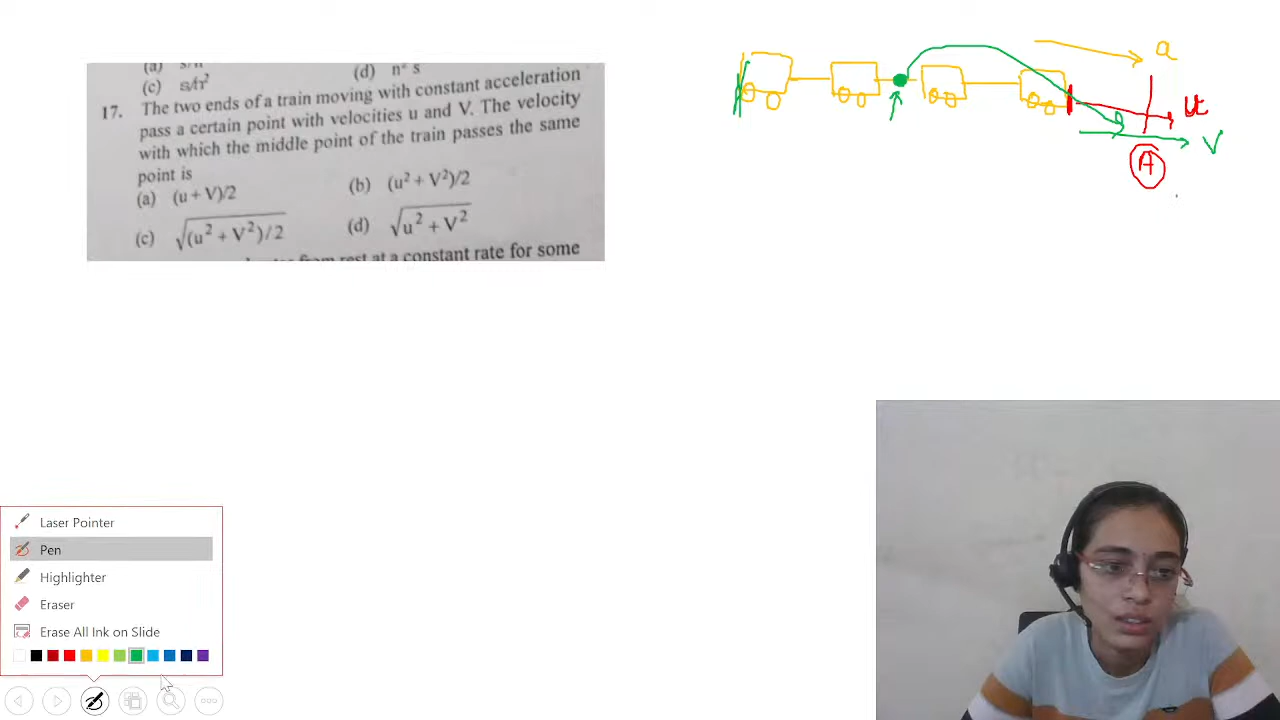 (a) s/n
(d) n² s
(c) s/n²
17. The two ends of a train moving with constant acceleration
pass a certain point with velocities u and V. The velocity
with which the middle point of the train passes the same
point is
(a) (u + V)/2
(b) (u² + V²)/2
(c) √(u² + V²)/2
(d) √u² + V²
from rest at a constant rate for some
a
u
V
A
Laser Pointer
Pen
Highlighter
Eraser
Erase All Ink on Slide